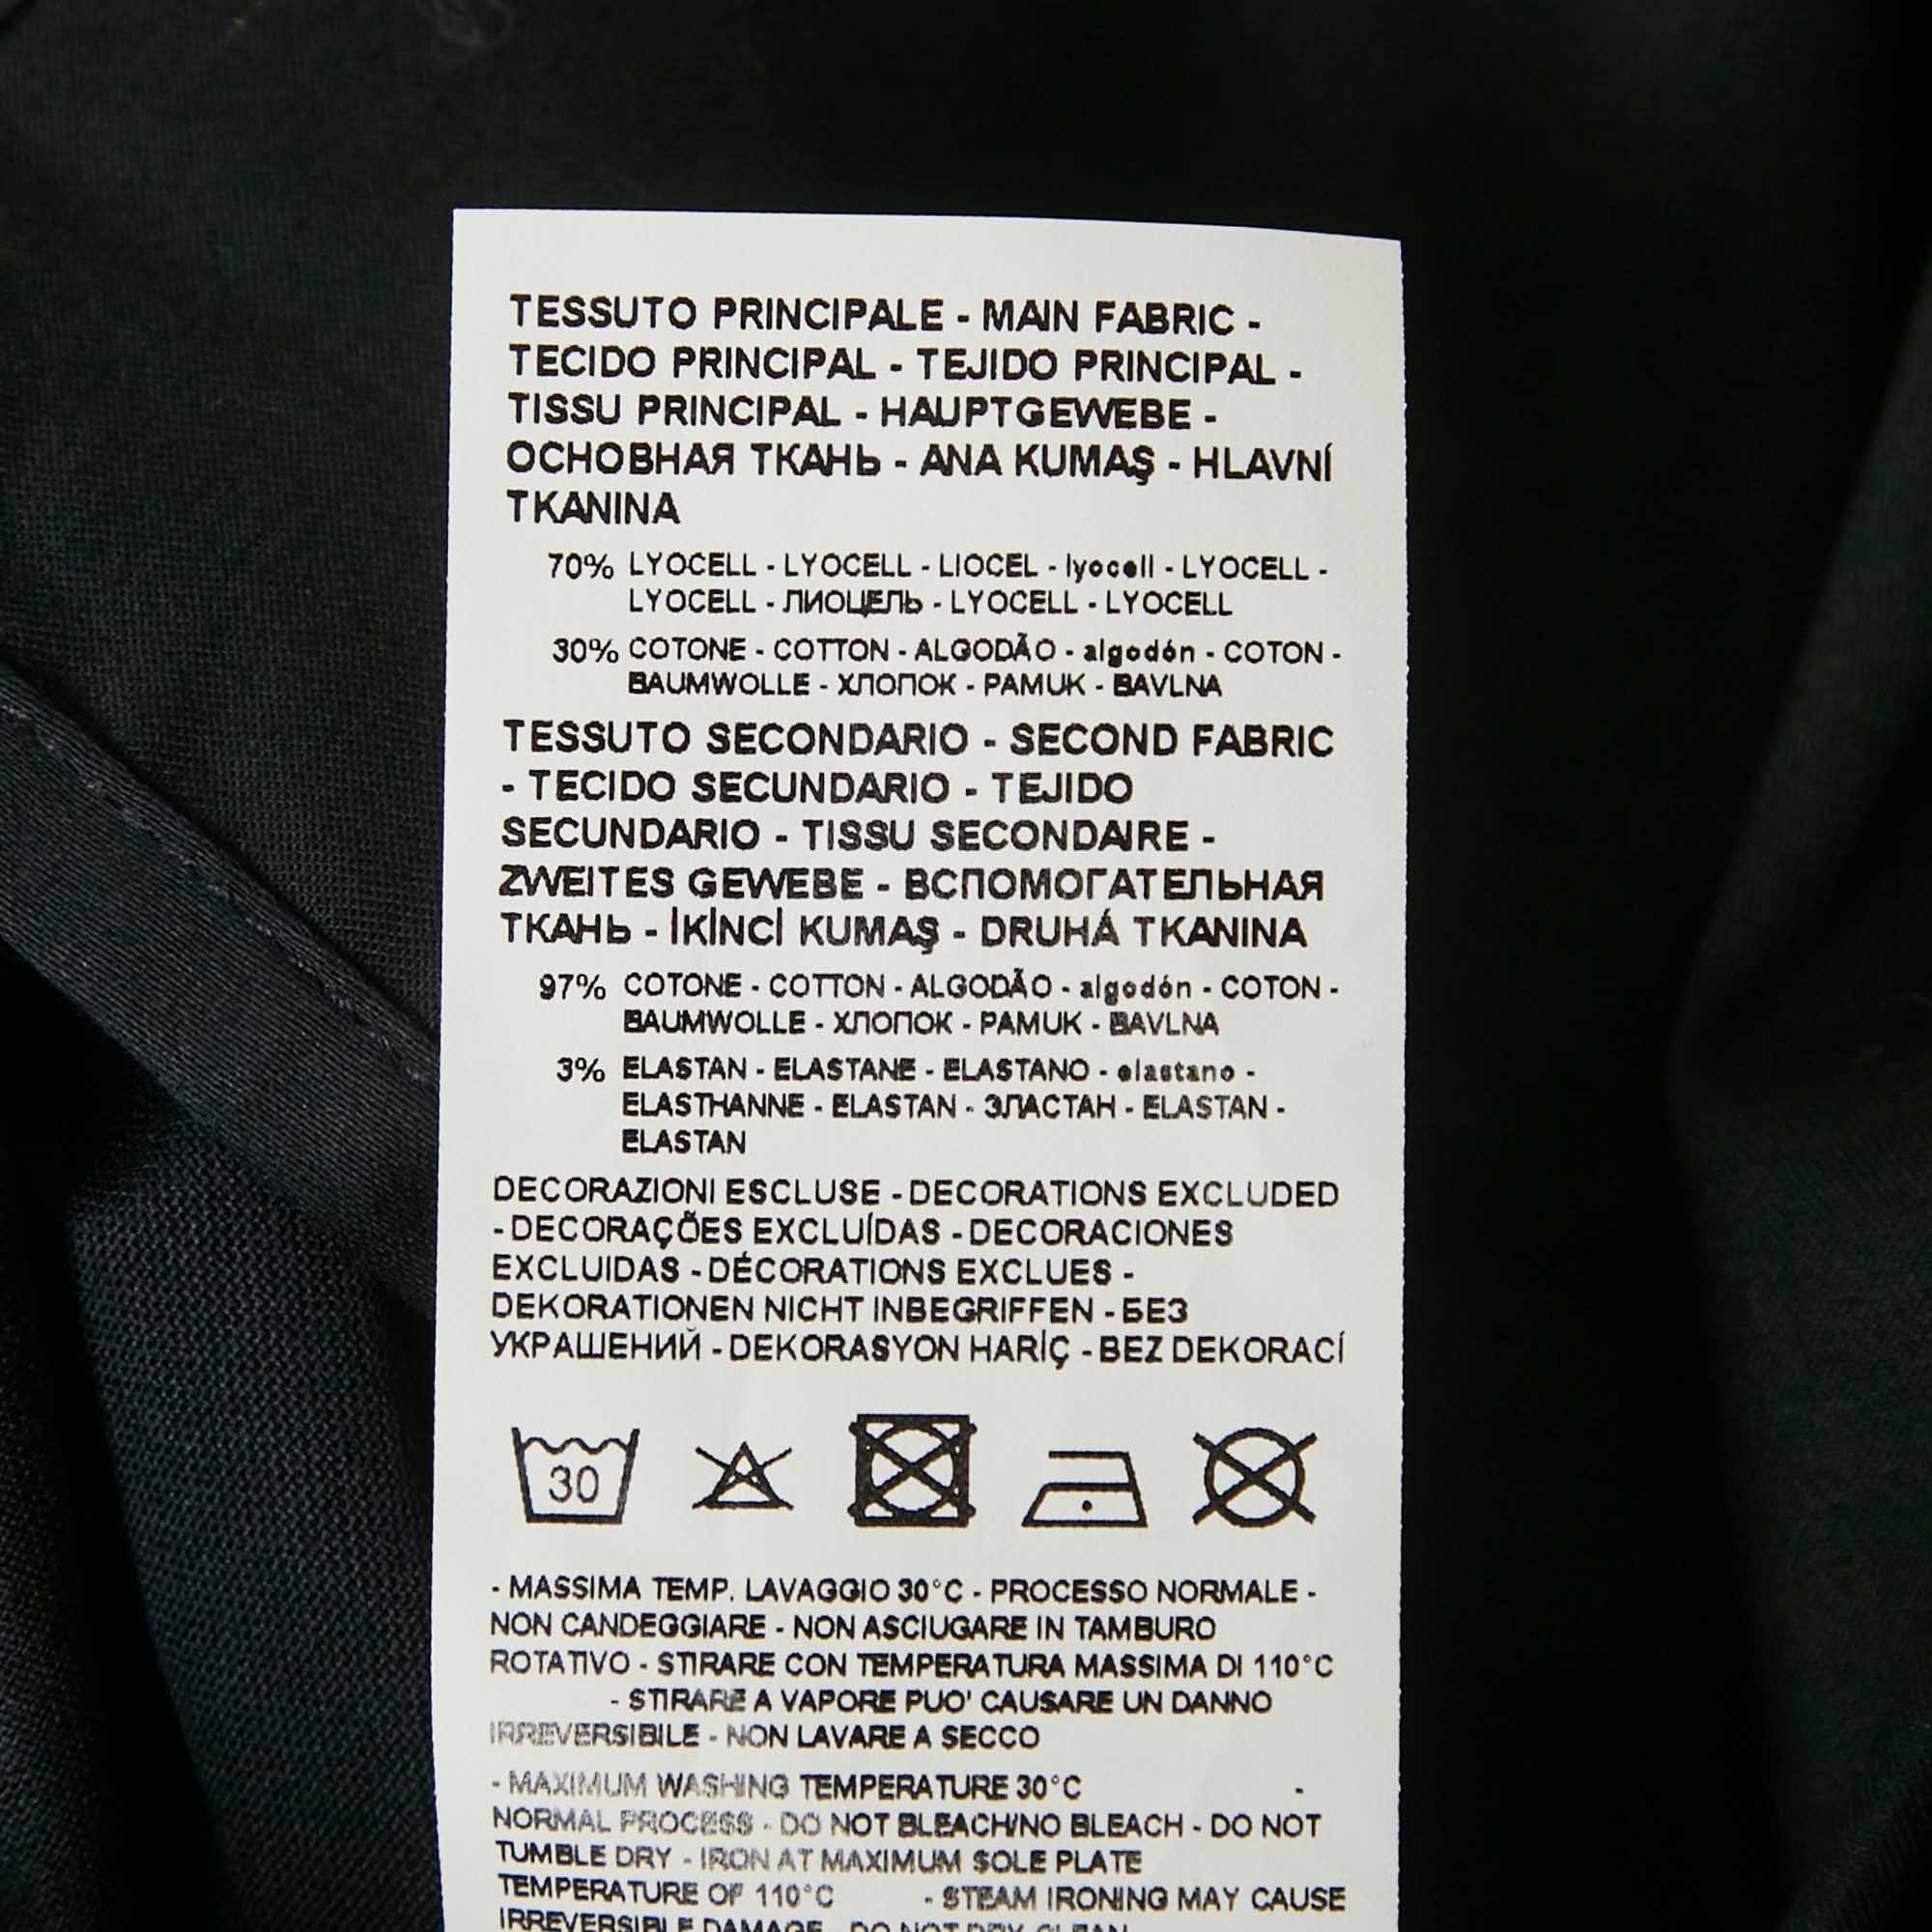 TESSUTO PRINCIPALE - MAIN FABRIC -
TECIDO PRINCIPAL - TEJIDO PRINCIPAL -
TISSU PRINCIPAL - HAUPTGEWEBE -
ОСНОВНАЯ ТКАНЬ - ANA KUMAŞ - HLAVNÍ
TKANINA
70% LYOCELL - LYOCELL - LIOCEL - lyocell - LYOCELL -
LYOCELL - ЛИОЦЕЛЬ - LYOCELL - LYOCELL
30% COTONE - COTTON - ALGODÃO - algodón - COTON -
BAUMWOLLE - ХЛОПОК - PAMUK - BAVLNA
TESSUTO SECONDARIO - SECOND FABRIC
- TECIDO SECUNDARIO - TEJIDO
SECUNDARIO - TISSU SECONDAIRE -
ZWEITES GEWEBE - ВСПОМОГАТЕЛЬНАЯ
ТКАНЬ - İKİNCİ KUMAŞ - DRUHÁ TKANINA
97% COTONE - COTTON - ALGODÃO - algodón - COTON -
BAUMWOLLE - ХЛОПОК - PAMUK - BAVLNA
3% ELASTAN - ELASTANE - ELASTANO - elastano -
ELASTHANNE - ELASTAN - ЭЛАСТАН - ELASTAN -
ELASTAN
DECORAZIONI ESCLUSE - DECORATIONS EXCLUDED
- DECORAÇÕES EXCLUÍDAS - DECORACIONES
EXCLUIDAS - DÉCORATIONS EXCLUES -
DEKORATIONEN NICHT INBEGRIFFEN - БЕЗ
УКРАШЕНИЙ - DEKORASYON HARİÇ - BEZ DEKORACÍ
30
- MASSIMA TEMP. LAVAGGIO 30°C - PROCESSO NORMALE -
NON CANDEGGIARE - NON ASCIUGARE IN TAMBURO
ROTATIVO - STIRARE CON TEMPERATURA MASSIMA DI 110°C
- STIRARE A VAPORE PUO' CAUSARE UN DANNO
IRREVERSIBILE - NON LAVARE A SECCO
- MAXIMUM WASHING TEMPERATURE 30°C -
NORMAL PROCESS - DO NOT BLEACH/NO BLEACH - DO NOT
TUMBLE DRY - IRON AT MAXIMUM SOLE PLATE
TEMPERATURE OF 110°C - STEAM IRONING MAY CAUSE
IRREVERSIBLE DAMAGE - DO NOT DRY CLEAN